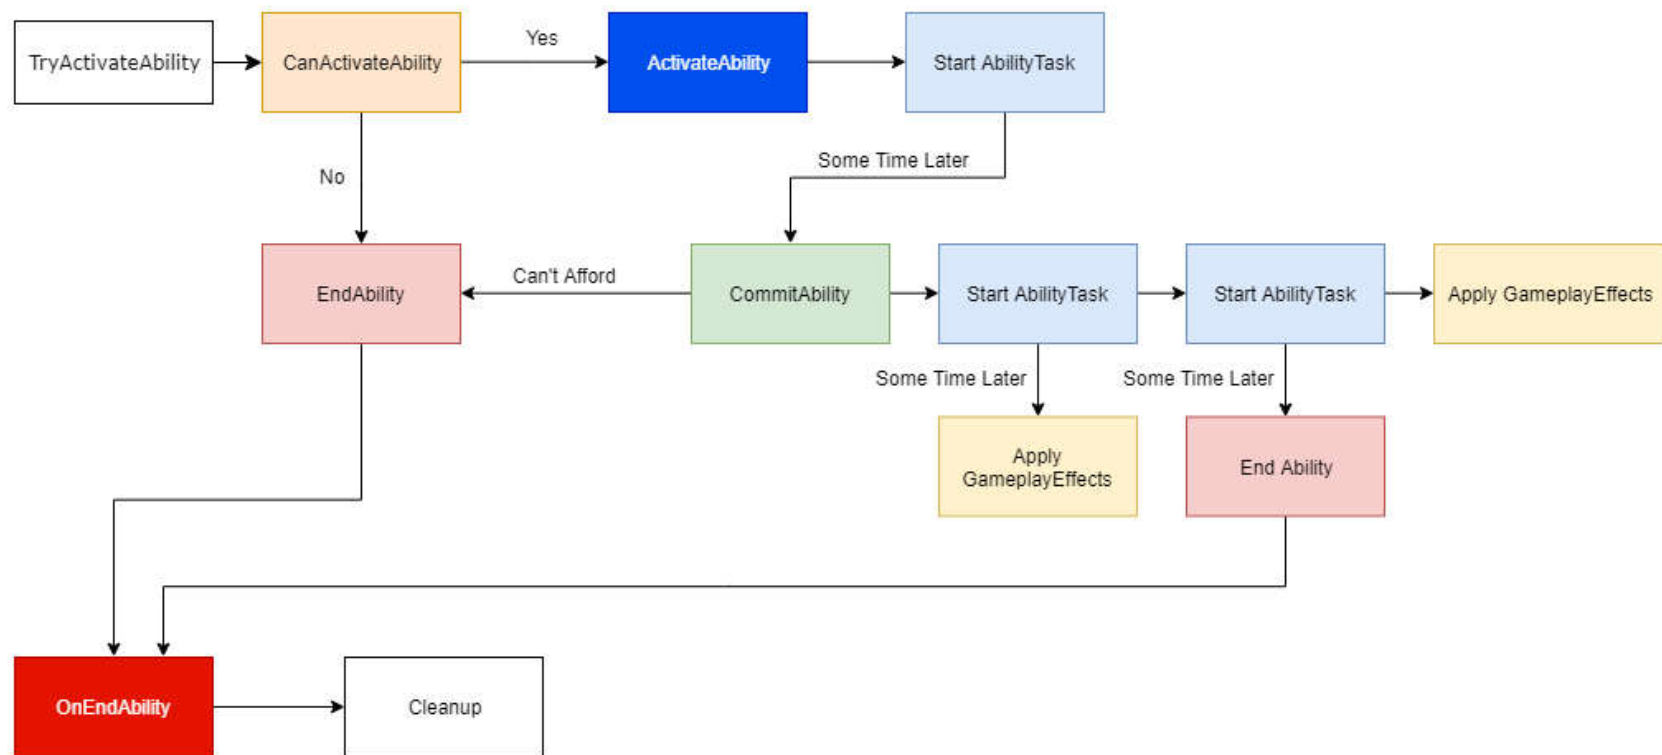 TryActivateAbility
CanActivateAbility
Yes
ActivateAbility
Start AbilityTask
Some Time Later
No
EndAbility
Can't Afford
CommitAbility
Start AbilityTask
Start AbilityTask
Apply GameplayEffects
Some Time Later
Some Time Later
Apply
GameplayEffects
End Ability
OnEndAbility
Cleanup